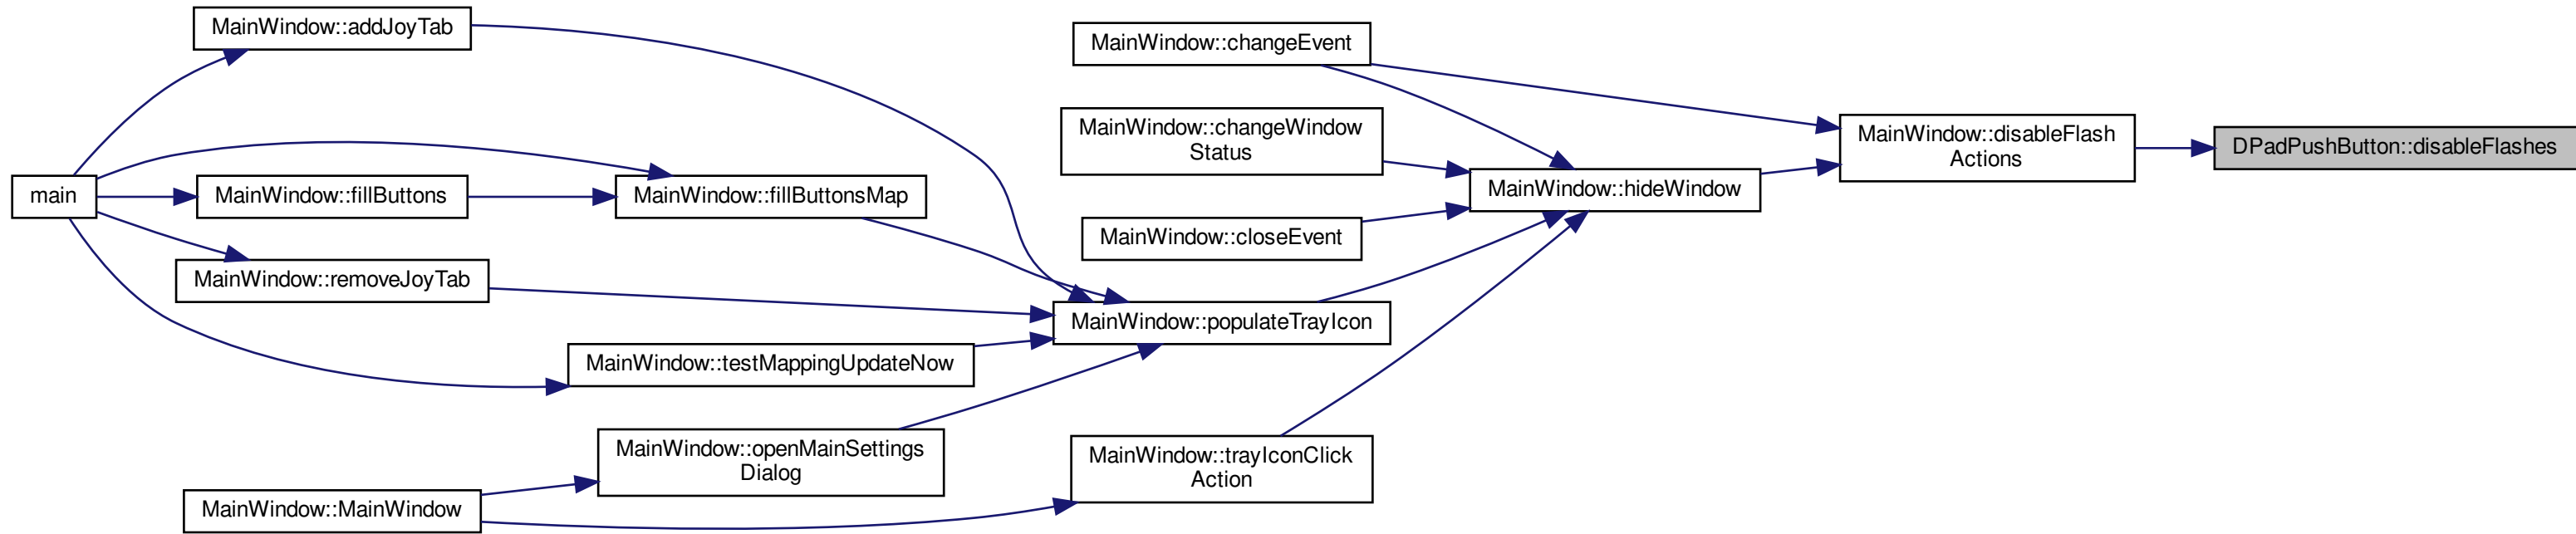 MainWindow::addJoyTab
main
MainWindow::fillButtons
MainWindow::removeJoyTab
MainWindow::MainWindow
MainWindow::fillButtonsMap
MainWindow::testMappingUpdateNow
MainWindow::openMainSettings
Dialog
MainWindow::changeEvent
MainWindow::changeWindow
Status
MainWindow::closeEvent
MainWindow::populateTrayIcon
MainWindow::trayIconClick
Action
MainWindow::hideWindow
MainWindow::disableFlash
Actions
DPadPushButton::disableFlashes